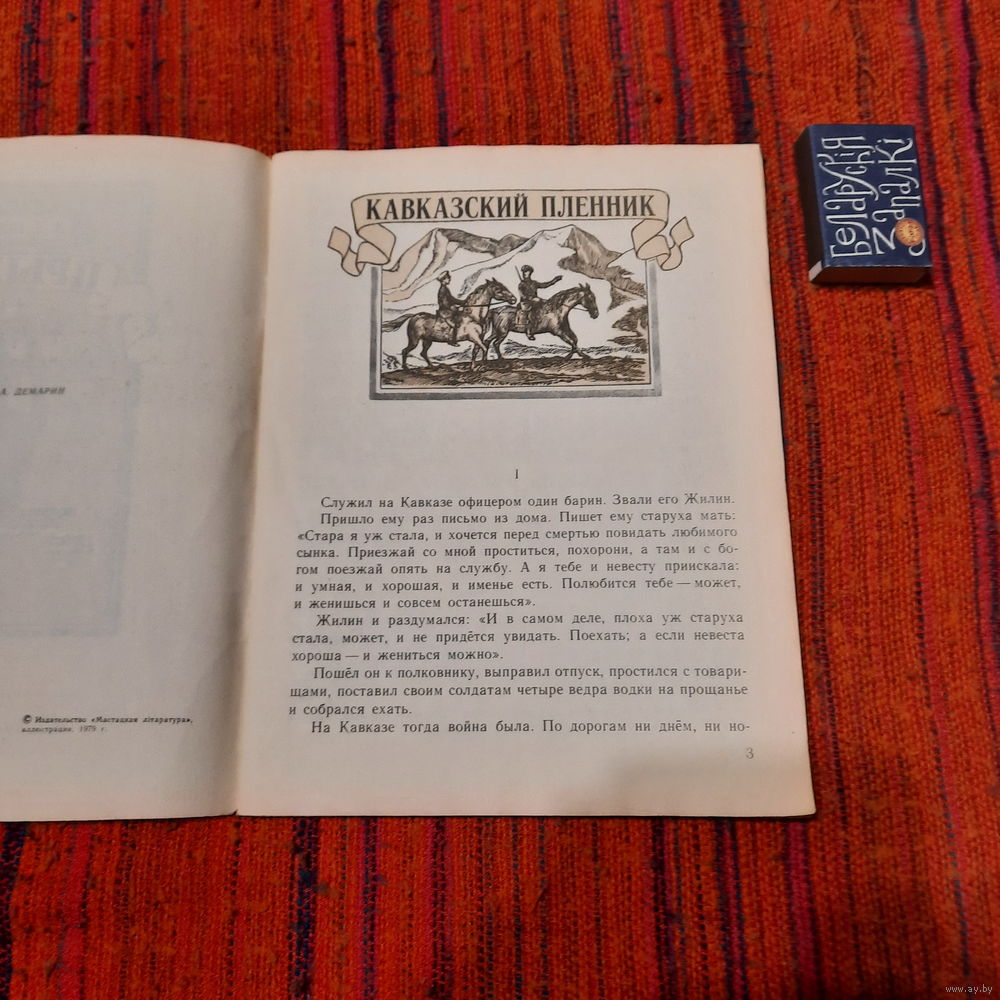 А. ДЕМАРИН
© Издательство «Мастацкая літаратура»,
иллюстрации, 1979 г.
КАВКАЗСКИЙ ПЛЕННИК
I
Служил на Кавказе офицером один барин. Звали его Жилин.
Пришло ему раз письмо из дома. Пишет ему старуха мать:
«Стара я уж стала, и хочется перед смертью повидать любимого
сынка. Приезжай со мной проститься, похорони, а там и с бо-
гом поезжай опять на службу. А я тебе и невесту приискала:
и умная, и хорошая, и именье есть. Полюбится тебе — может,
и женишься и совсем останешься».
Жилин и раздумался: «И в самом деле, плоха уж старуха
стала, может, и не придётся увидать. Поехать; а если невеста
хороша — и жениться можно».
Пошёл он к полковнику, выправил отпуск, простился с товари-
щами, поставил своим солдатам четыре ведра водки на прощанье
и собрался ехать.
На Кавказе тогда война была. По дорогам ни днём, ни но-
3
Беларускія
запалкі
www.ay.by